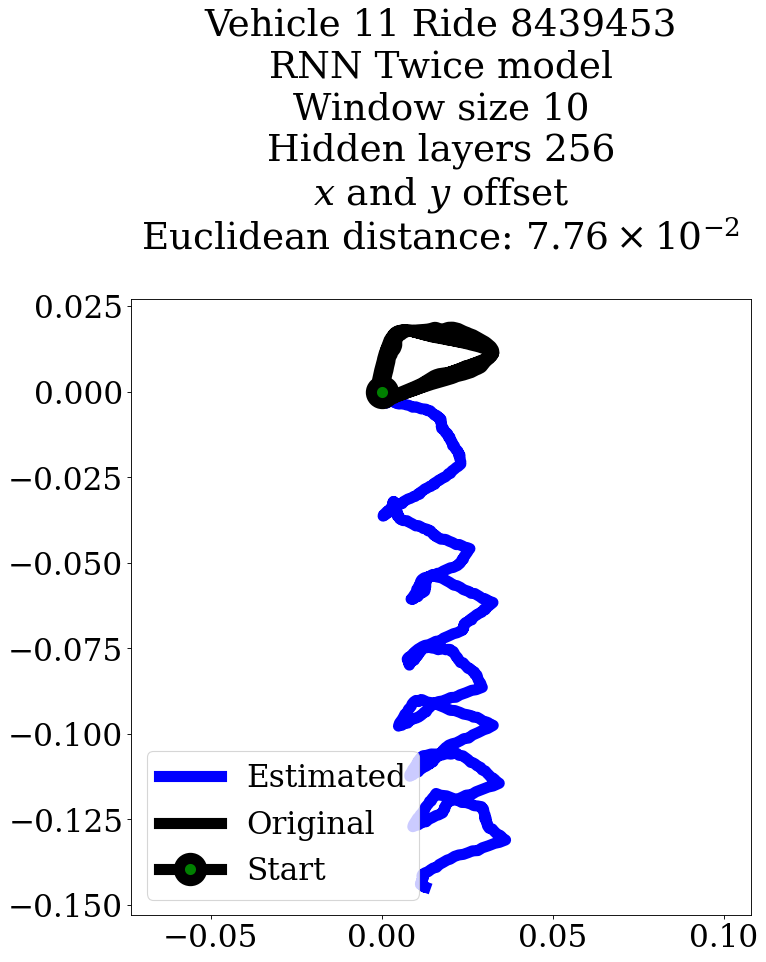 Vehicle 11 Ride 8439453
RNN Twice model
Window size 10
Hidden layers 256
x and y offset
Euclidean distance: 7.76 × 10⁻²
0.025
0.000
−0.025
−0.050
−0.075
−0.100
−0.125
−0.150
Estimated
Original
Start
−0.05 0.00 0.05 0.10